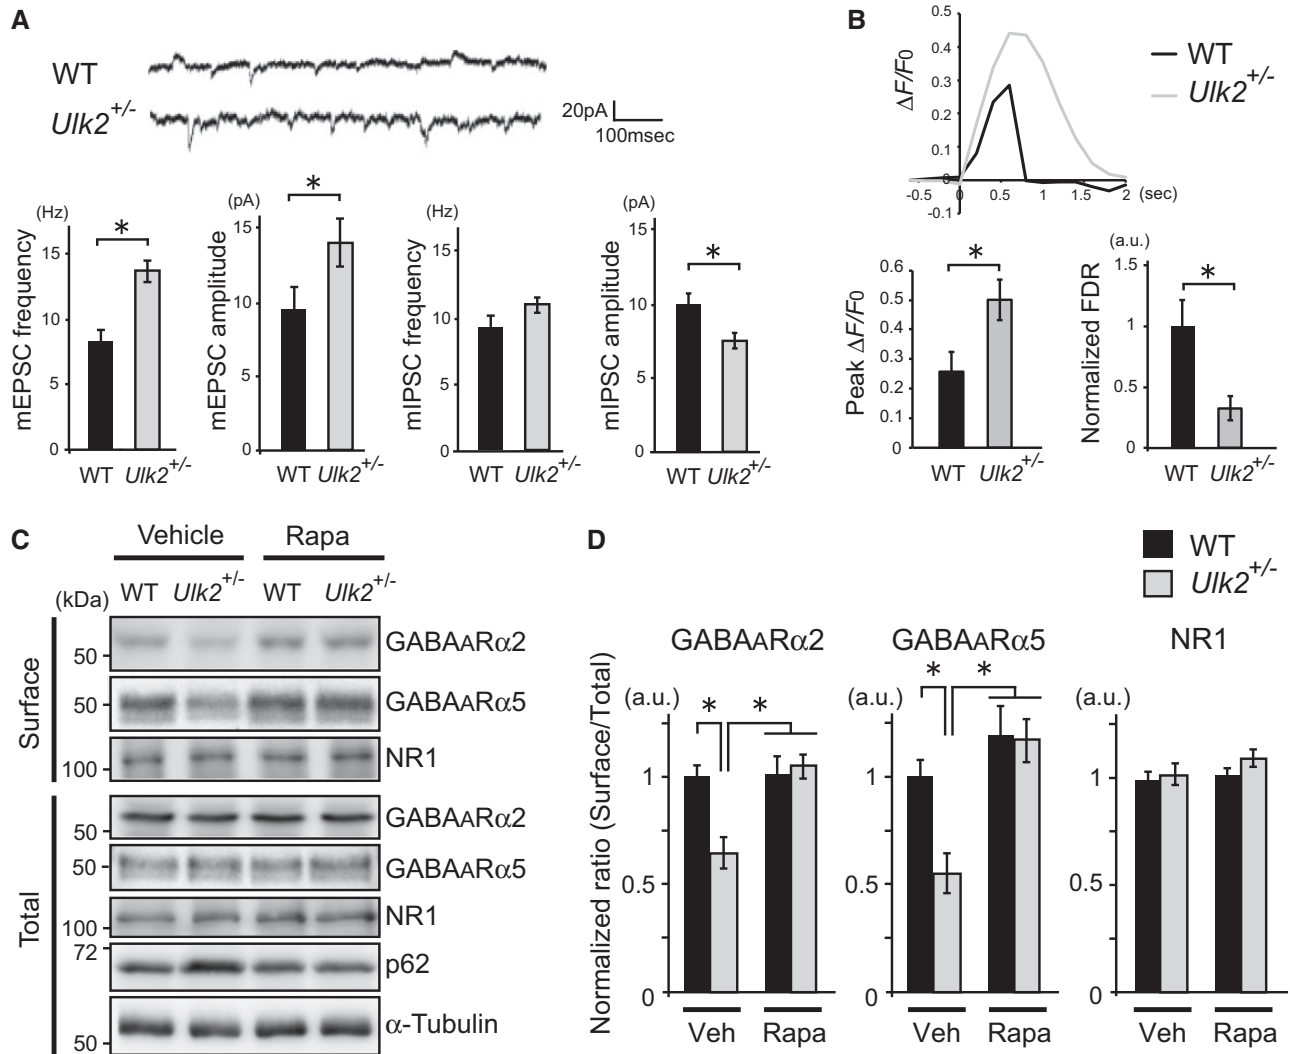 A
WT
Ulk2+/-
20pA
100msec
(Hz)
mEPSC frequency
15
10
5
0
*
WT Ulk2+/-
(pA)
mEPSC amplitude
15
10
5
0
*
WT Ulk2+/-
(Hz)
mIPSC frequency
15
10
5
0
WT Ulk2+/-
(pA)
mIPSC amplitude
15
10
5
0
*
WT Ulk2+/-
B
ΔF/F0
0.5
0.4
0.3
0.2
0.1
0
-0.1
-0.5 0 0.5 1 1.5 2 (sec)
WT
Ulk2+/-
Peak ΔF/F0
0.6
0.5
0.4
0.3
0.2
0.1
0
*
WT Ulk2+/-
(a.u.)
Normalized FDR
1.5
1
0.5
0
*
WT Ulk2+/-
C
Vehicle Rapa
(kDa) WT Ulk2+/- WT Ulk2+/-
Surface
50 GABAARα2
50 GABAARα5
100 NR1
Total
50 GABAARα2
50 GABAARα5
100 NR1
72 p62
50 α-Tubulin
D
WT
Ulk2+/-
Normalized ratio (Surface/Total)
GABAARα2
(a.u.)
* *
1
0.5
0
Veh Rapa
GABAARα5
(a.u.)
* *
1
0.5
0
Veh Rapa
NR1
(a.u.)
1
0.5
0
Veh Rapa